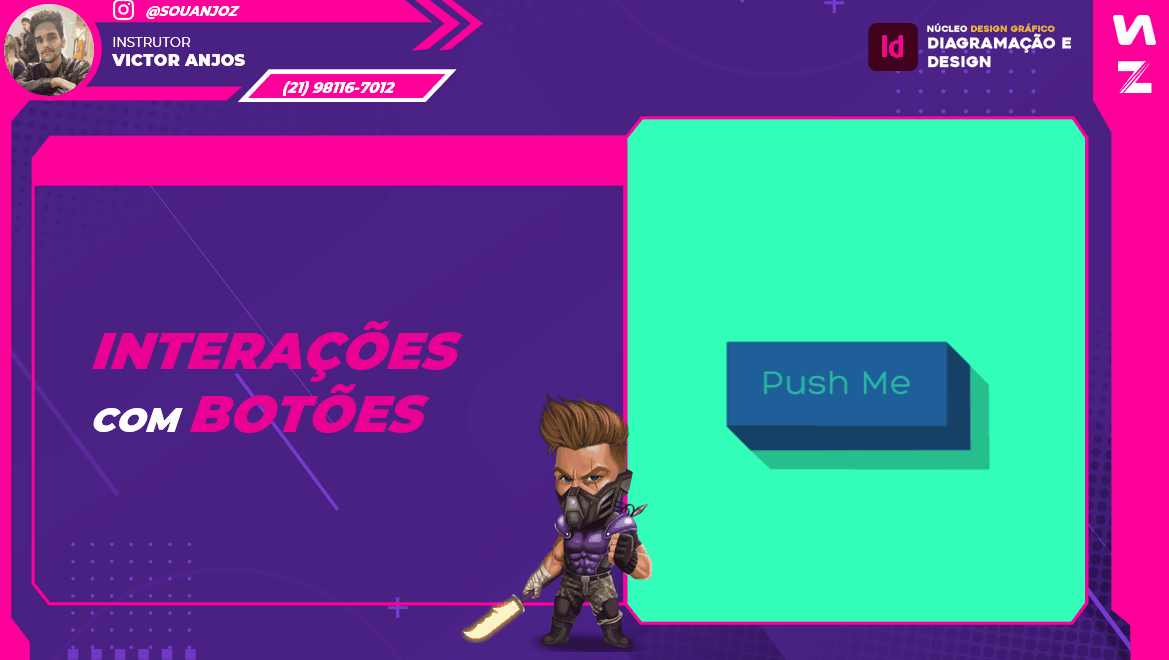 @SOUANJOZ
INSTRUTOR
VICTOR ANJOS
(21) 98116-7012
Id
NÚCLEO DESIGN GRÁFICO
DIAGRAMAÇÃO E
DESIGN
INTERAÇÕES
COM BOTÕES
Push Me